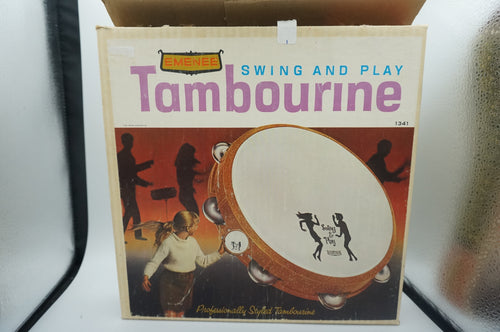 EMENEE
SWING AND PLAY
Tambourine
1341
Swing
&
Play
Professionally Styled Tambourine